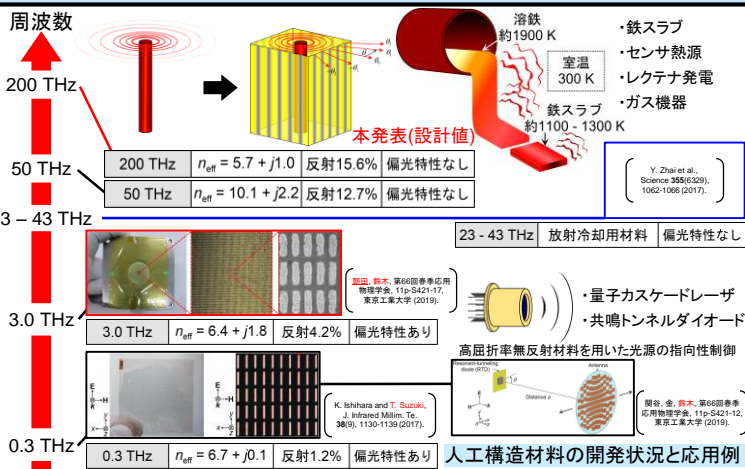 周波数
200 THz
50 THz
3 – 43 THz
3.0 THz
0.3 THz
溶鉄
約1900 K
室温
300 K
鉄スラブ
約1100 - 1300 K
・鉄スラブ
・センサ熱源
・レクテナ発電
・ガス機器
本発表(設計値)
200 THz neff = 5.7 + j1.0 反射15.6% 偏光特性なし
50 THz neff = 10.1 + j2.2 反射12.7% 偏光特性なし
Y. Zhai et al.,
Science 355(6329),
1062-1066 (2017).
23 - 43 THz 放射冷却用材料 偏光特性なし
鈴木, 第66回春季応用
物理学会, 11p-S421-17,
東京工業大学 (2019).
3.0 THz neff = 6.4 + j1.8 反射4.2% 偏光特性あり
・量子カスケードレーザ
・共鳴トンネルダイオード
高屈折率無反射材料を用いた光源の指向性制御
E
H
k
y
x
z
E
H
k
y
x
z
K. Ishihara and T. Suzuki,
J. Infrared Millim. Te.
38(9), 1130-1139 (2017).
Resonant-tunneling
diode (RTD)
Antenna
Distance a
関谷, 金, 鈴木, 第66回春季
応用物理学会, 11p-S421-12,
東京工業大学 (2019).
0.3 THz neff = 6.7 + j0.1 反射1.2% 偏光特性あり
人工構造材料の開発状況と応用例